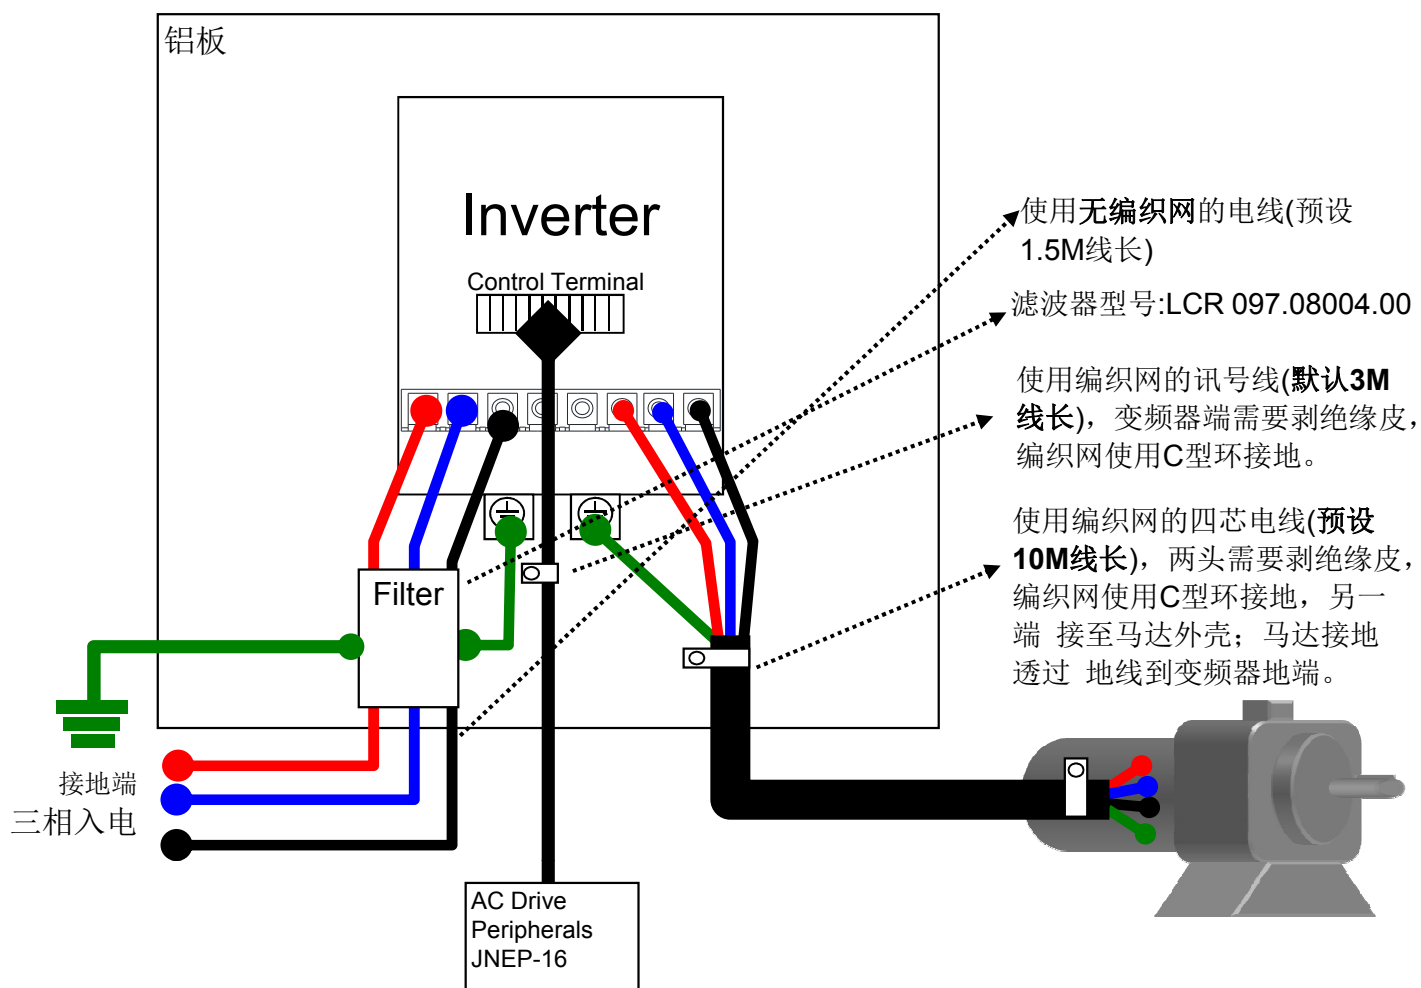 铝板
Inverter
Control Terminal
Filter
接地端
三相入电
AC Drive
Peripherals
JNEP-16
使用无编织网的电线(预设
1.5M线长)
滤波器型号:LCR 097.08004.00
使用编织网的讯号线(默认3M
线长)，变频器端需要剥绝缘皮，
编织网使用C型环接地。
使用编织网的四芯电线(预设
10M线长)，两头需要剥绝缘皮，
编织网使用C型环接地，另一
端 接至马达外壳；马达接地
透过 地线到变频器地端。